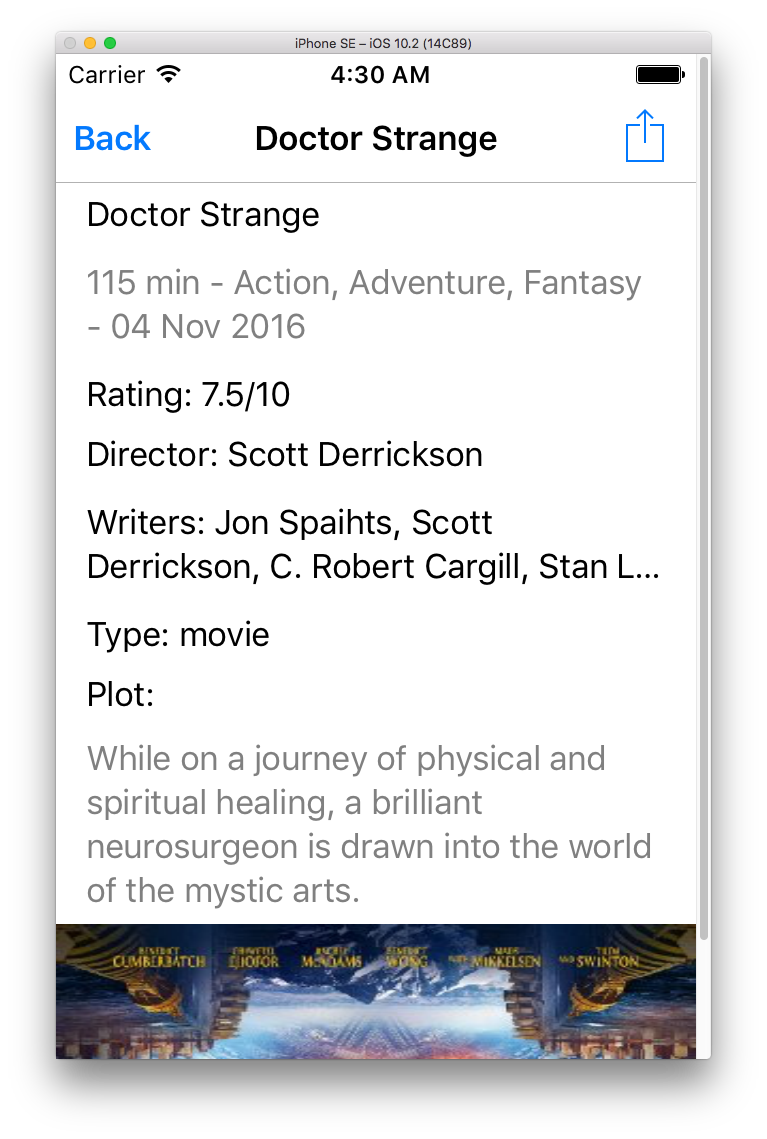 iPhone SE – iOS 10.2 (14C89)
Carrier 4:30 AM
Back Doctor Strange
Doctor Strange
115 min - Action, Adventure, Fantasy
- 04 Nov 2016
Rating: 7.5/10
Director: Scott Derrickson
Writers: Jon Spaihts, Scott
Derrickson, C. Robert Cargill, Stan L...
Type: movie
Plot:
While on a journey of physical and
spiritual healing, a brilliant
neurosurgeon is drawn into the world
of the mystic arts.
BENEDICT CHIWETEL RACHEL BENEDICT MADS TILDA
CUMBERBATCH EJIOFOR McADAMS WONG WITH MIKKELSEN AND SWINTON